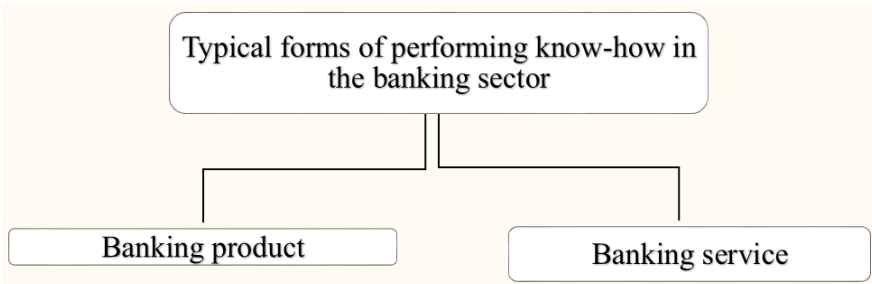 Typical forms of performing know-how in
the banking sector
Banking product
Banking service